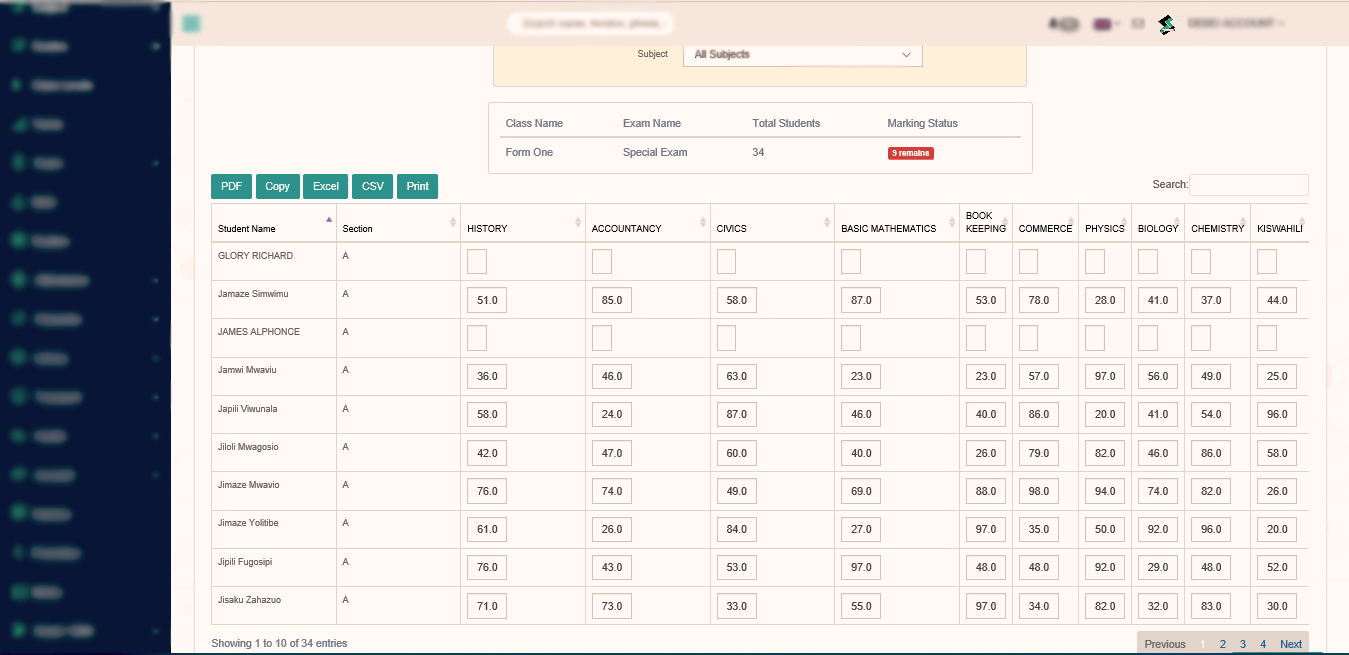 Subject All Subjects
Class Name Exam Name Total Students Marking Status
Form One Special Exam 34 9 remains
PDF Copy Excel CSV Print Search:
Student Name Section HISTORY ACCOUNTANCY CIVICS BASIC MATHEMATICS BOOK KEEPING COMMERCE PHYSICS BIOLOGY CHEMISTRY KISWAHILI
GLORY RICHARD A
Jamaze Simwimu A 51.0 85.0 58.0 87.0 53.0 78.0 28.0 41.0 37.0 44.0
JAMES ALPHONCE A
Jamwi Mwaviu A 36.0 46.0 63.0 23.0 23.0 57.0 97.0 56.0 49.0 25.0
Japili Viwunala A 58.0 24.0 87.0 46.0 40.0 86.0 20.0 41.0 54.0 96.0
Jiloli Mwagosio A 42.0 47.0 60.0 40.0 26.0 79.0 82.0 46.0 86.0 58.0
Jimaze Mwavio A 76.0 74.0 49.0 69.0 88.0 98.0 94.0 74.0 82.0 26.0
Jimaze Yolitibe A 61.0 26.0 84.0 27.0 97.0 35.0 50.0 92.0 96.0 20.0
Jipili Fugosipi A 76.0 43.0 53.0 97.0 48.0 48.0 92.0 29.0 48.0 52.0
Jisaku Zahazuo A 71.0 73.0 33.0 55.0 97.0 34.0 82.0 32.0 83.0 30.0
Showing 1 to 10 of 34 entries Previous 1 2 3 4 Next